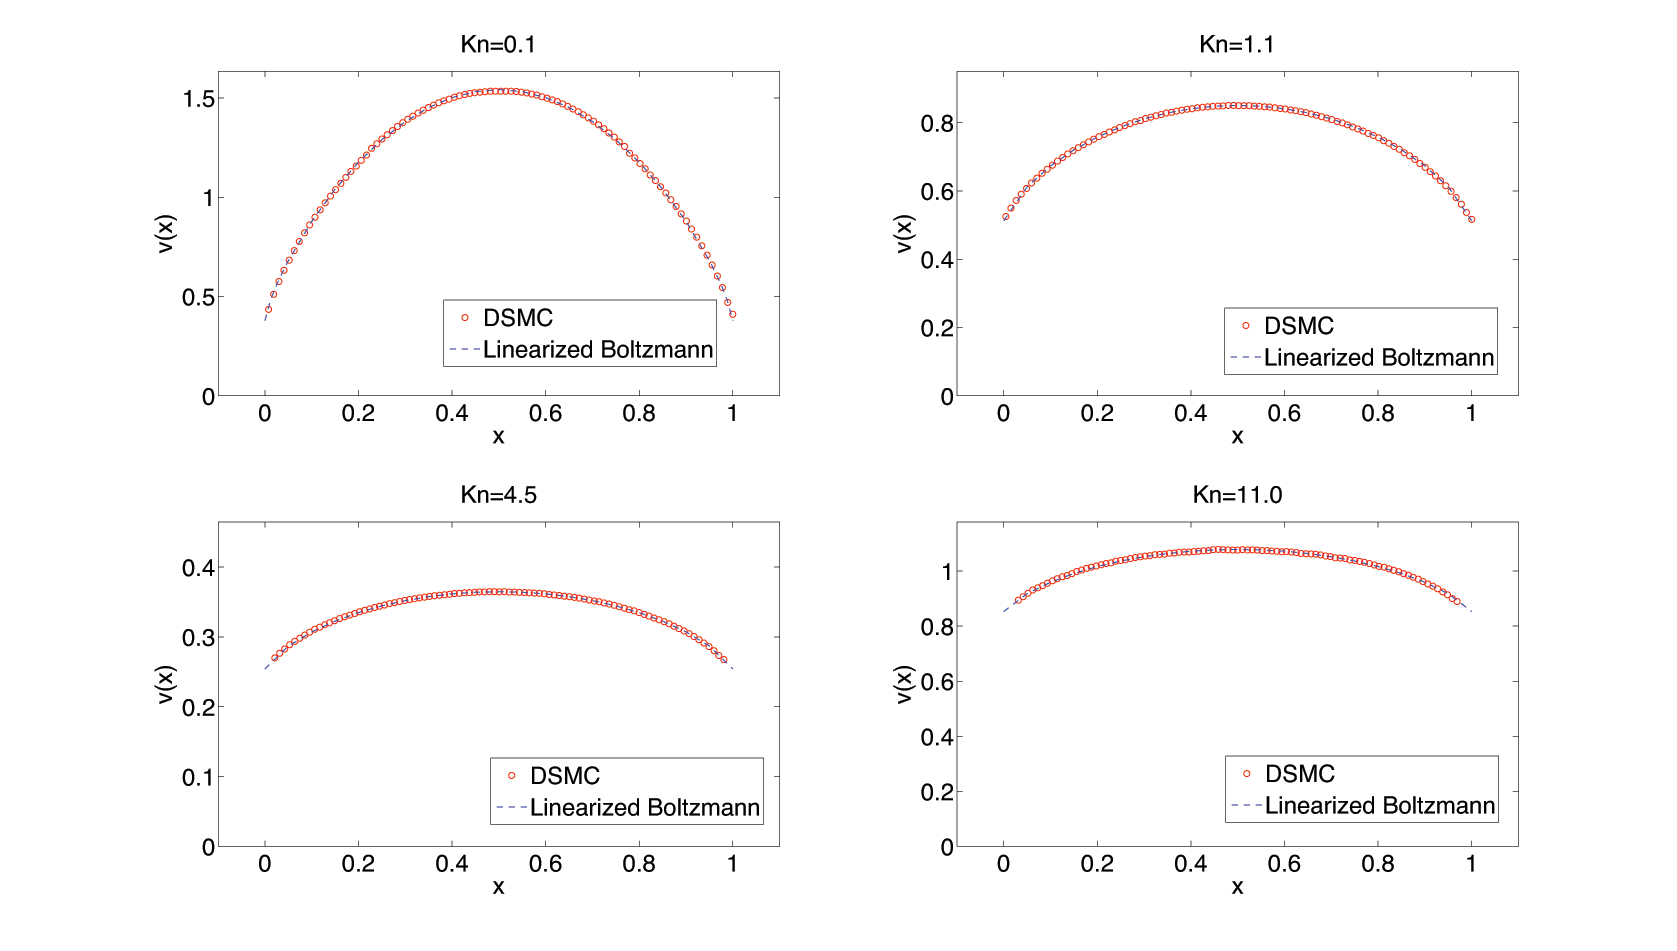 Kn=0.1
1.5
1
0.5
0
v(x)
DSMC
Linearized Boltzmann
0 0.2 0.4 0.6 0.8 1
x
Kn=1.1
0.8
0.6
0.4
0.2
0
v(x)
DSMC
Linearized Boltzmann
0 0.2 0.4 0.6 0.8 1
x
Kn=4.5
0.4
0.3
0.2
0.1
0
v(x)
DSMC
Linearized Boltzmann
0 0.2 0.4 0.6 0.8 1
x
Kn=11.0
1
0.8
0.6
0.4
0.2
0
v(x)
DSMC
Linearized Boltzmann
0 0.2 0.4 0.6 0.8 1
x